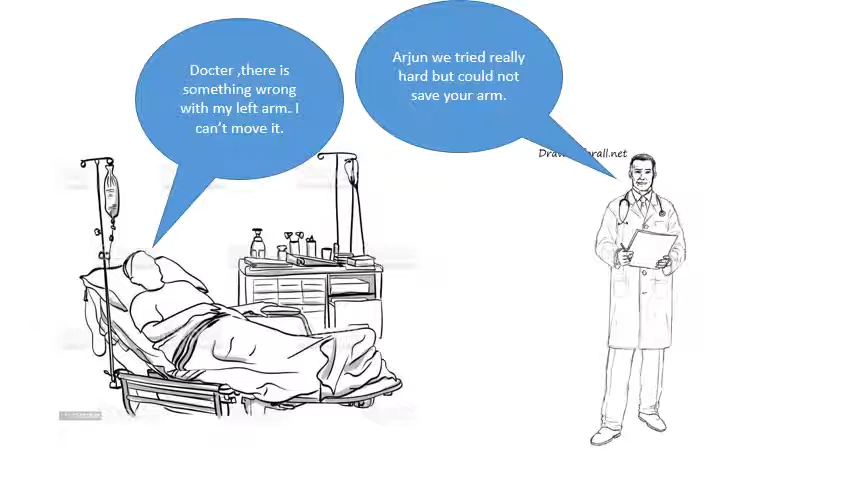 Docter ,there is
something wrong
with my left arm. I
can't move it.
Arjun we tried really
hard but could not
save your arm.